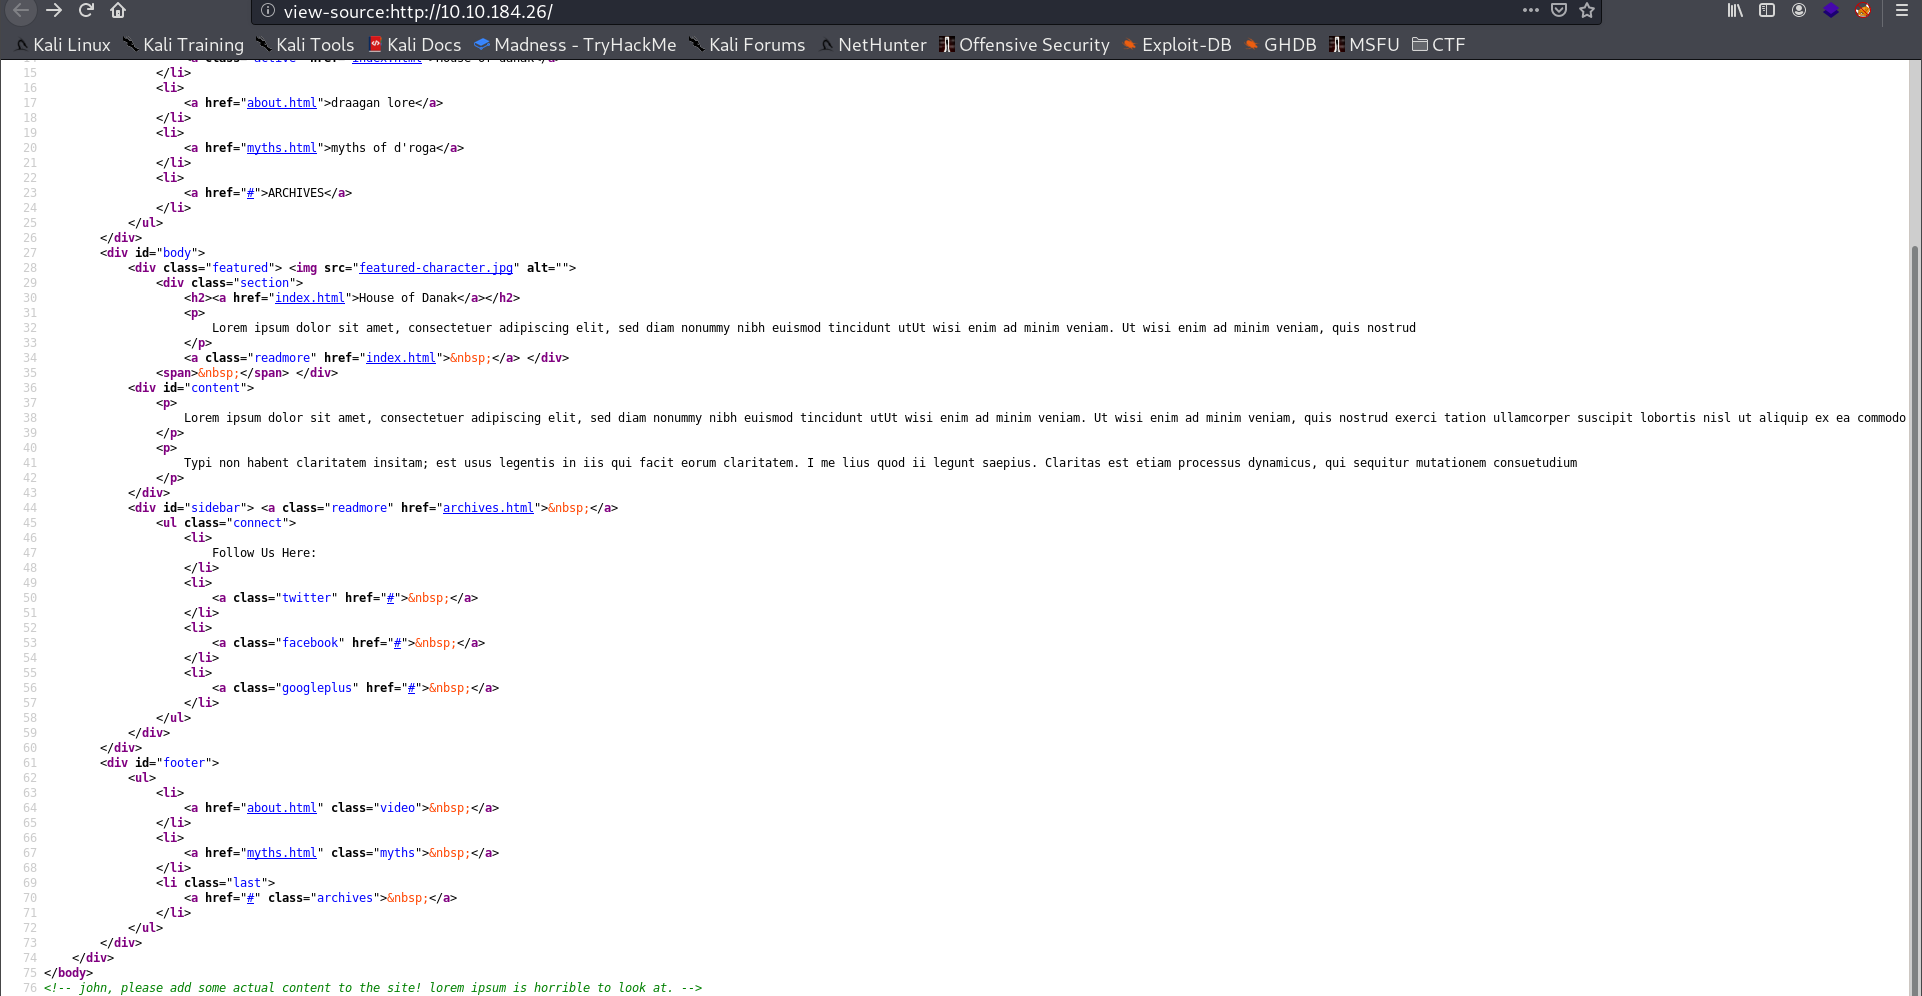 view-source:http://10.10.184.26/
Kali Linux Kali Training Kali Tools Kali Docs Madness - TryHackMe Kali Forums NetHunter Offensive Security Exploit-DB GHDB MSFU CTF
15 </li>
16 <li>
17 <a href="about.html">draagan lore</a>
18 </li>
19 <li>
20 <a href="myths.html">myths of d'roga</a>
21 </li>
22 <li>
23 <a href="#">ARCHIVES</a>
24 </li>
25 </ul>
26 </div>
27 <div id="body">
28 <div class="featured"> <img src="featured-character.jpg" alt="">
29 <div class="section">
30 <h2><a href="index.html">House of Danak</a></h2>
31 <p>
32 Lorem ipsum dolor sit amet, consectetuer adipiscing elit, sed diam nonummy nibh euismod tincidunt utUt wisi enim ad minim veniam. Ut wisi enim ad minim veniam, quis nostrud
33 </p>
34 <a class="readmore" href="index.html">&nbsp;</a> </div>
35 <span>&nbsp;</span> </div>
36 <div id="content">
37 <p>
38 Lorem ipsum dolor sit amet, consectetuer adipiscing elit, sed diam nonummy nibh euismod tincidunt utUt wisi enim ad minim veniam. Ut wisi enim ad minim veniam, quis nostrud exerci tation ullamcorper suscipit lobortis nisl ut aliquip ex ea commodo
39 </p>
40 <p>
41 Typi non habent claritatem insitam; est usus legentis in iis qui facit eorum claritatem. I me lius quod ii legunt saepius. Claritas est etiam processus dynamicus, qui sequitur mutationem consuetudium
42 </p>
43 </div>
44 <div id="sidebar"> <a class="readmore" href="archives.html">&nbsp;</a>
45 <ul class="connect">
46 <li>
47 Follow Us Here:
48 </li>
49 <li>
50 <a class="twitter" href="#">&nbsp;</a>
51 </li>
52 <li>
53 <a class="facebook" href="#">&nbsp;</a>
54 </li>
55 <li>
56 <a class="googleplus" href="#">&nbsp;</a>
57 </li>
58 </ul>
59 </div>
60 </div>
61 <div id="footer">
62 <ul>
63 <li>
64 <a href="about.html" class="video">&nbsp;</a>
65 </li>
66 <li>
67 <a href="myths.html" class="myths">&nbsp;</a>
68 </li>
69 <li class="last">
70 <a href="#" class="archives">&nbsp;</a>
71 </li>
72 </ul>
73 </div>
74 </div>
75 </body>
76 <!-- john, please add some actual content to the site! lorem ipsum is horrible to look at. -->